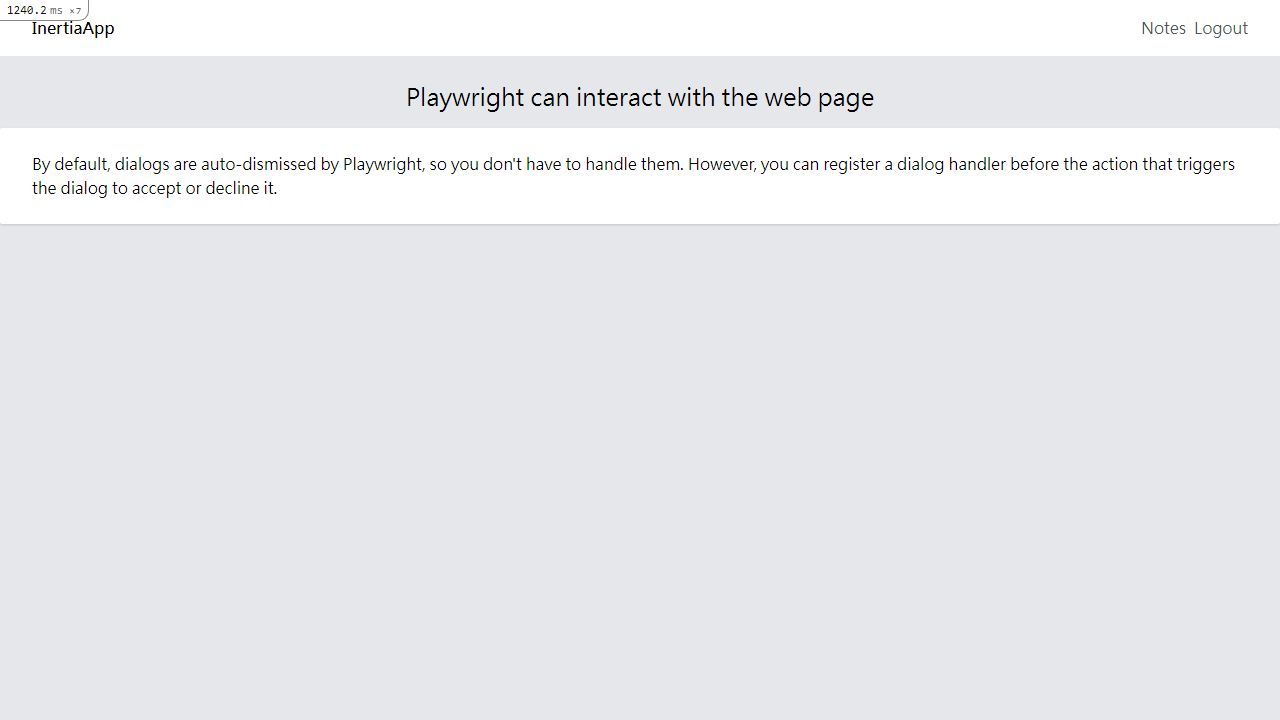 1240.2 ms ×7
InertiaApp
Notes Logout
Playwright can interact with the web page
By default, dialogs are auto-dismissed by Playwright, so you don't have to handle them. However, you can register a dialog handler before the action that triggers
the dialog to accept or decline it.